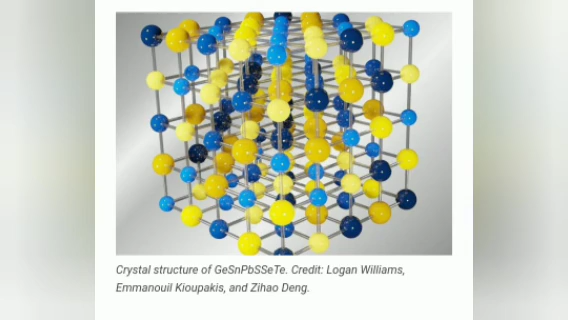 Crystal structure of GeSnPbSSeTe. Credit: Logan Williams,
Emmanouil Kioupakis, and Zihao Deng.